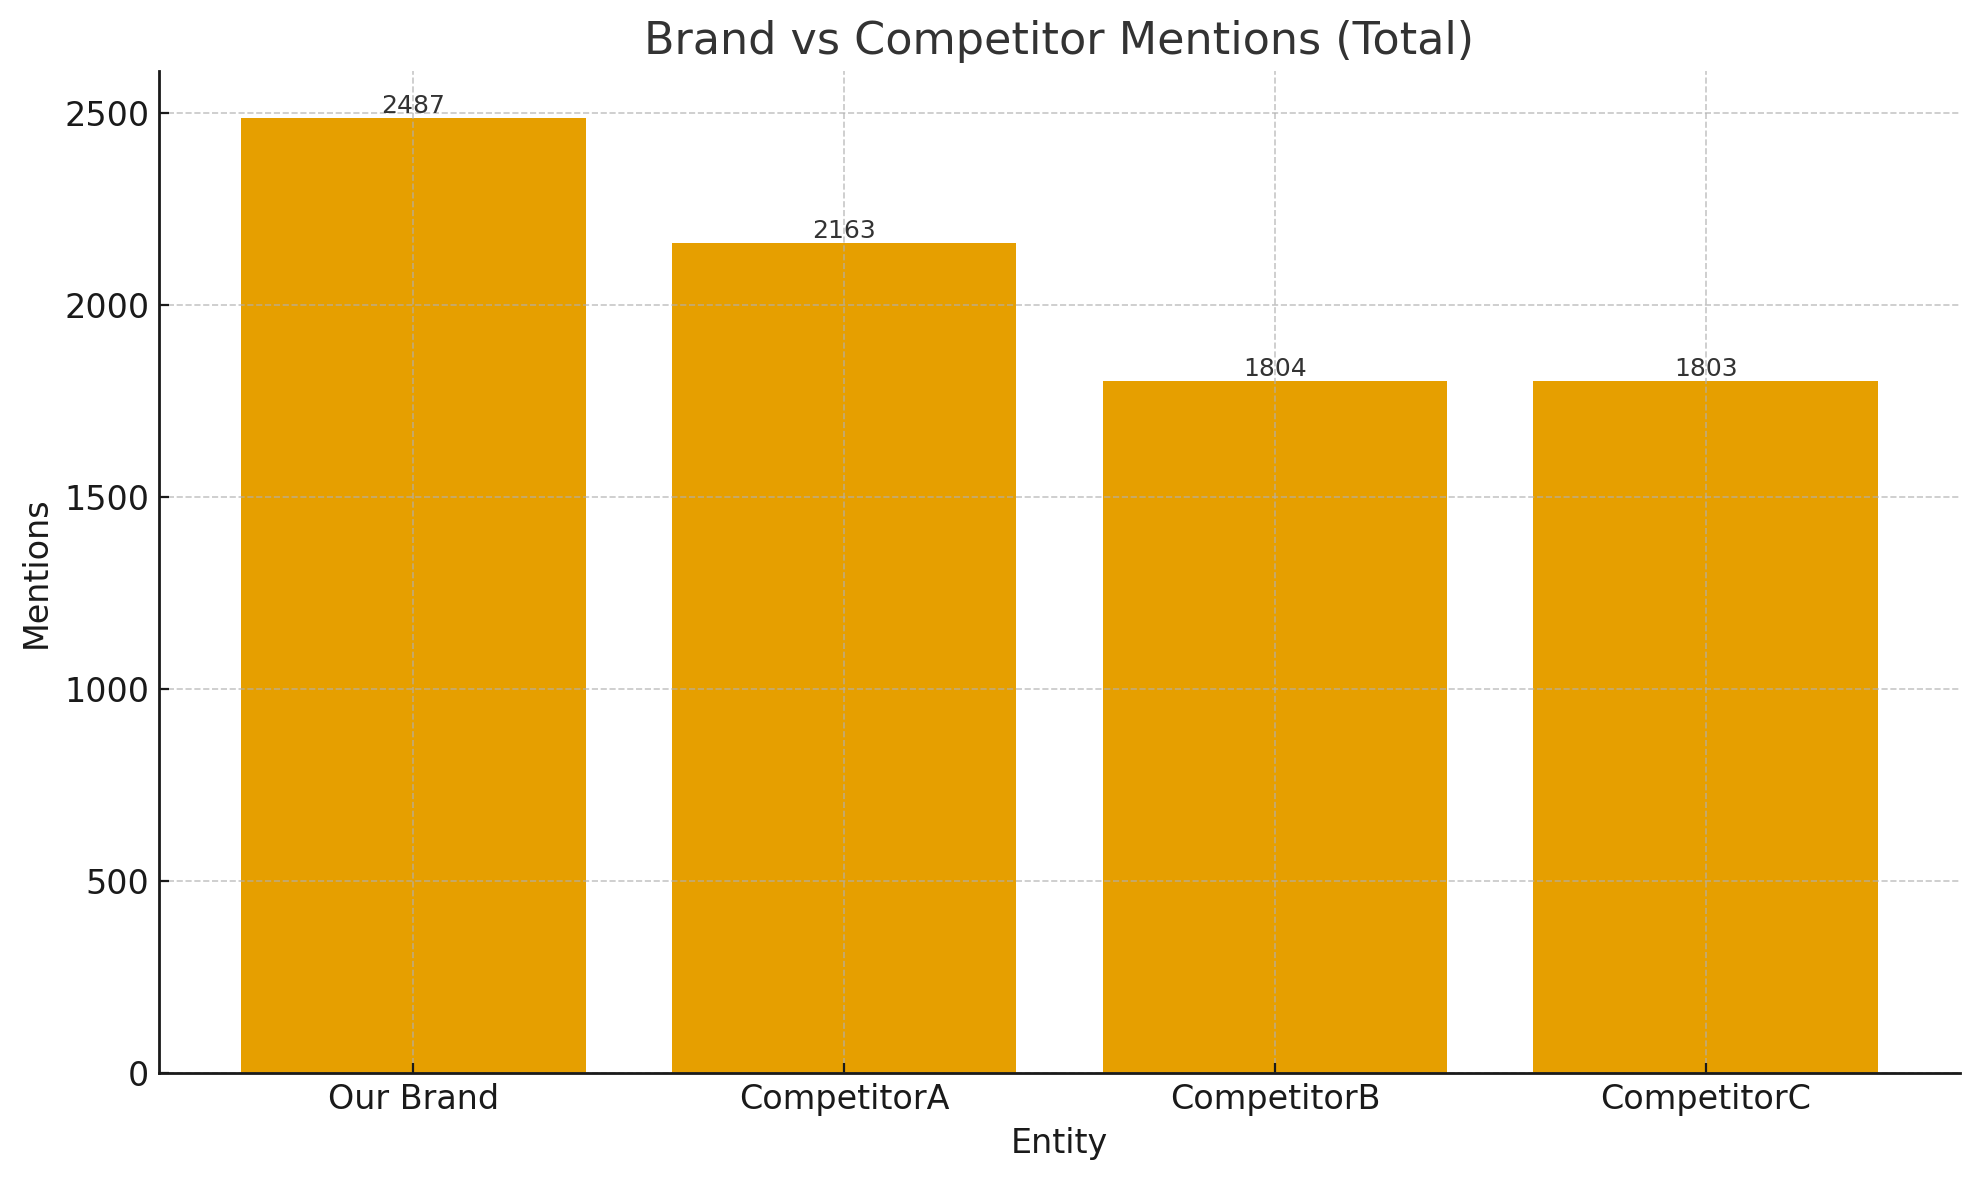 Brand vs Competitor Mentions (Total)
2500
2000
1500
1000
500
0
Mentions
2487
2163
1804
1803
Our Brand
CompetitorA
CompetitorB
CompetitorC
Entity